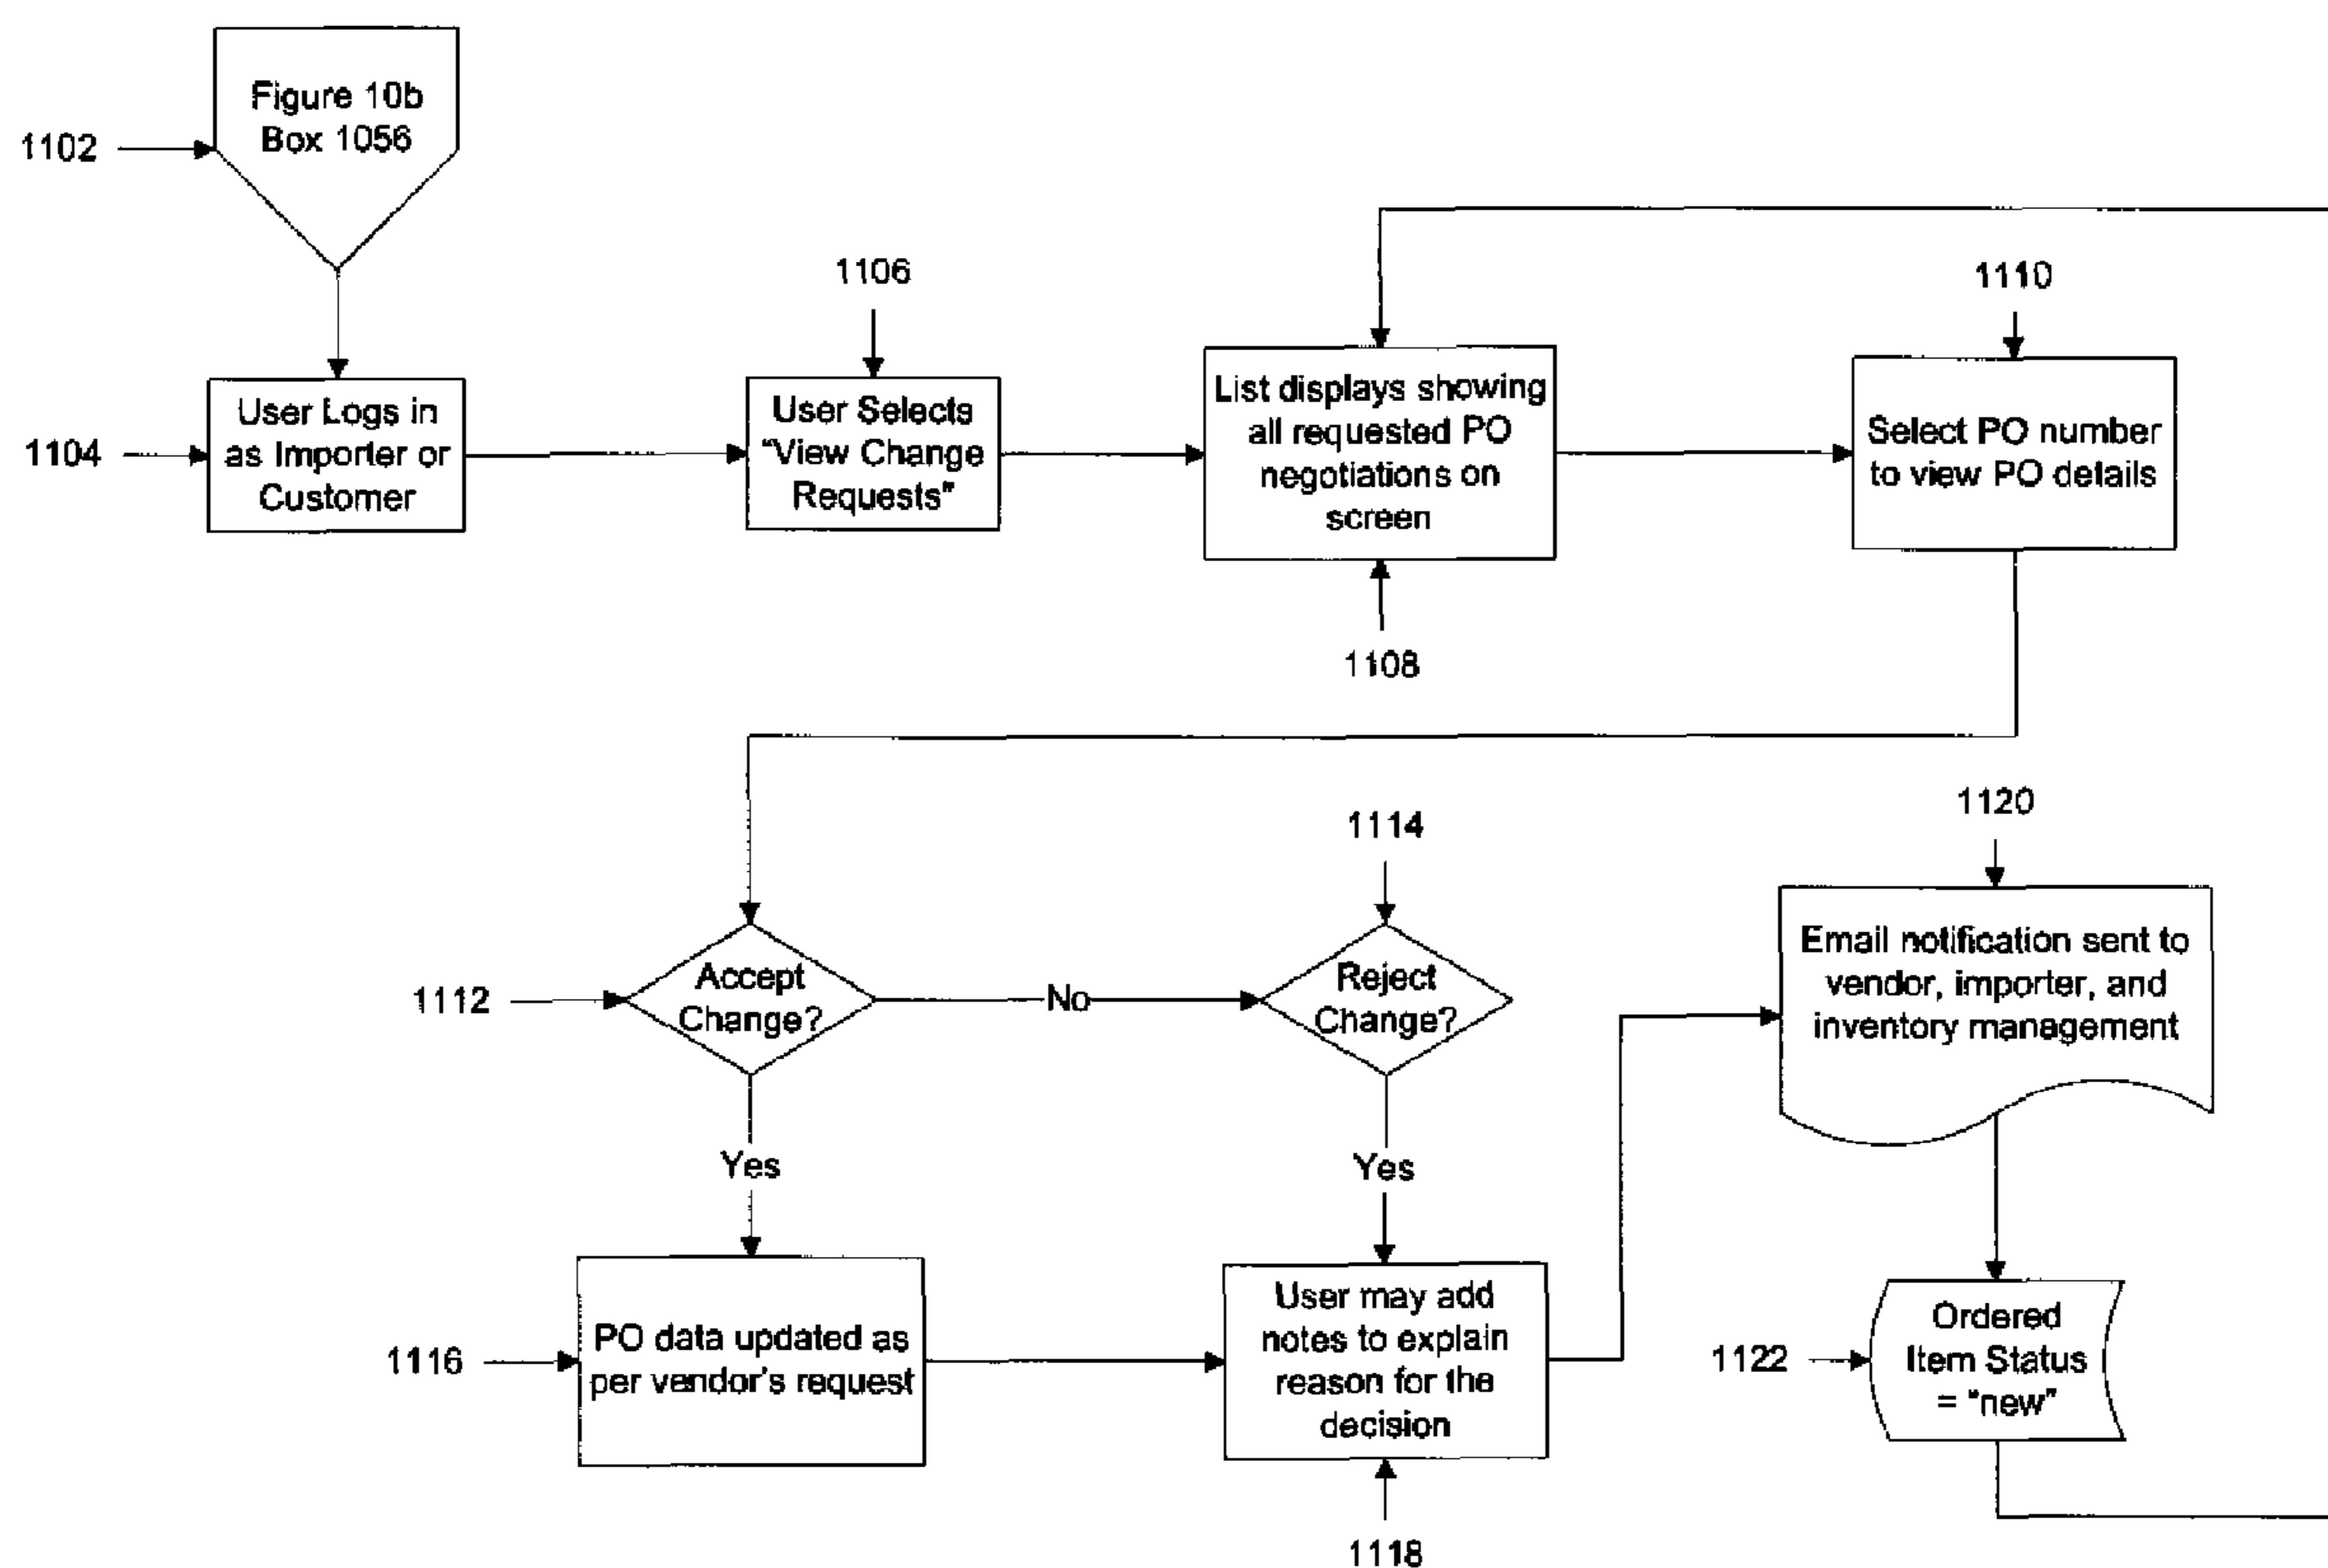 Figure 10b
Box 1056
1102
1106
1110
1104
User Logs in
as Importer or
Customer
User Selects
"View Change
Requests"
List displays showing
all requested PO
negotiations on
screen
Select PO number
to view PO details
1108
1120
1114
1112
Accept
Change?
No
Reject
Change?
Email notification sent to
vendor, importer, and
inventory management
Yes
Yes
1116
PO data updated as
per vendor's request
User may add
notes to explain
reason for the
decision
1122
Ordered
Item Status
= "new"
1118